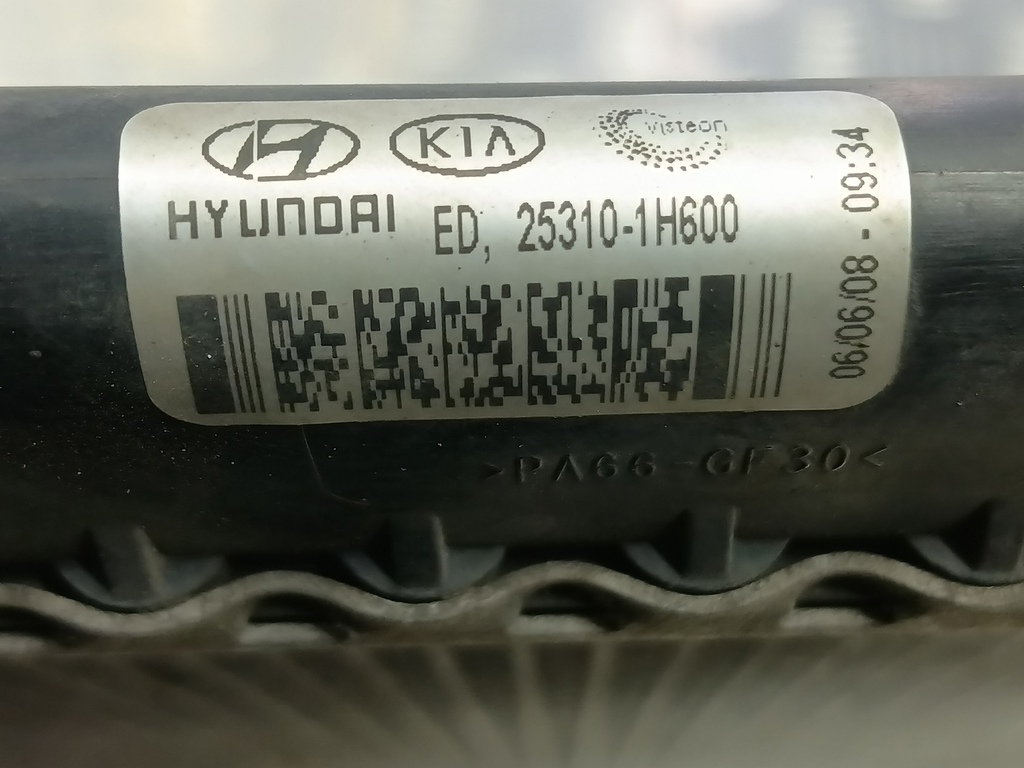 KIA
Visteon
HYUNDAI
ED, 25310-1H600
06/06/08 - 09:34
>PA66-GF30<